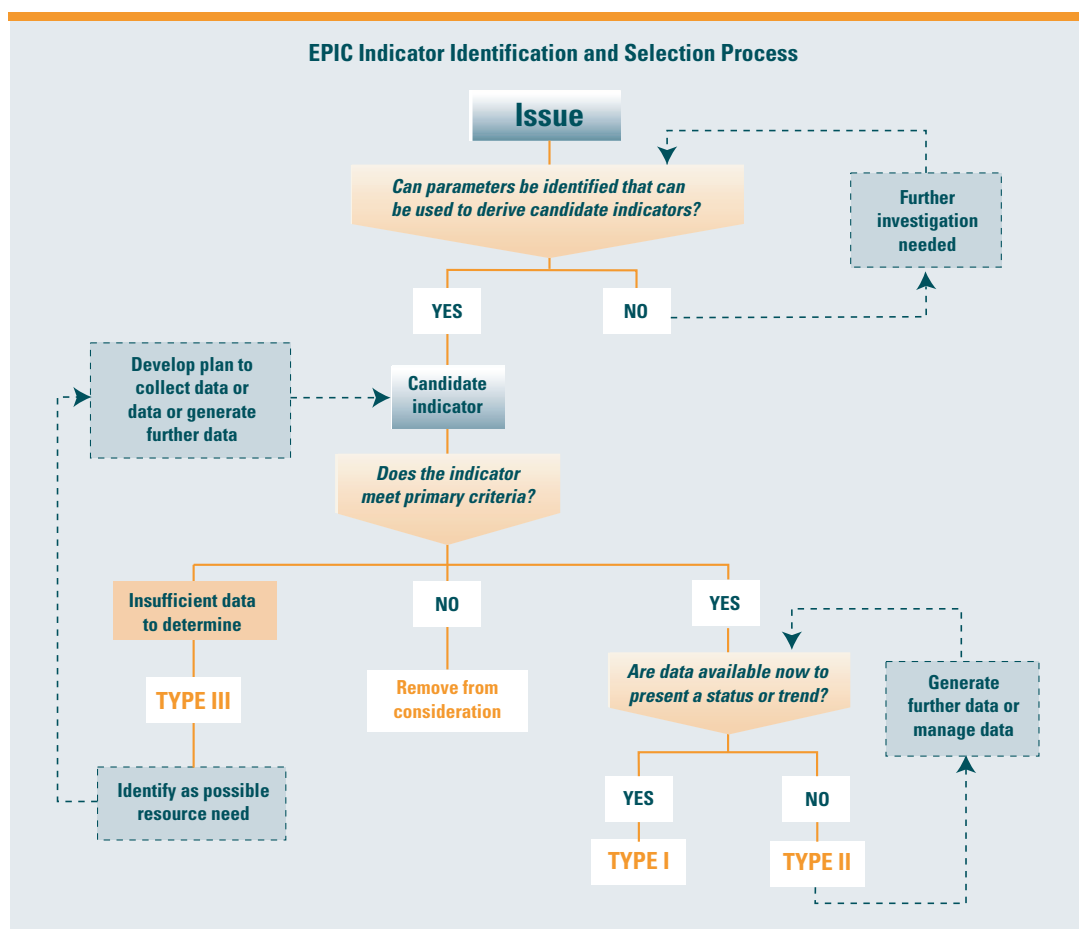 EPIC Indicator Identification and Selection Process
Issue
Can parameters be identified that can
be used to derive candidate indicators?
Further
investigation
needed
YES
NO
Develop plan to
collect data or
data or generate
further data
Candidate
indicator
Does the indicator
meet primary criteria?
Insufficient data
to determine
NO
YES
TYPE III
Remove from
consideration
Are data available now to
present a status or trend?
Generate
further data or
manage data
Identify as possible
resource need
YES
NO
TYPE I
TYPE II